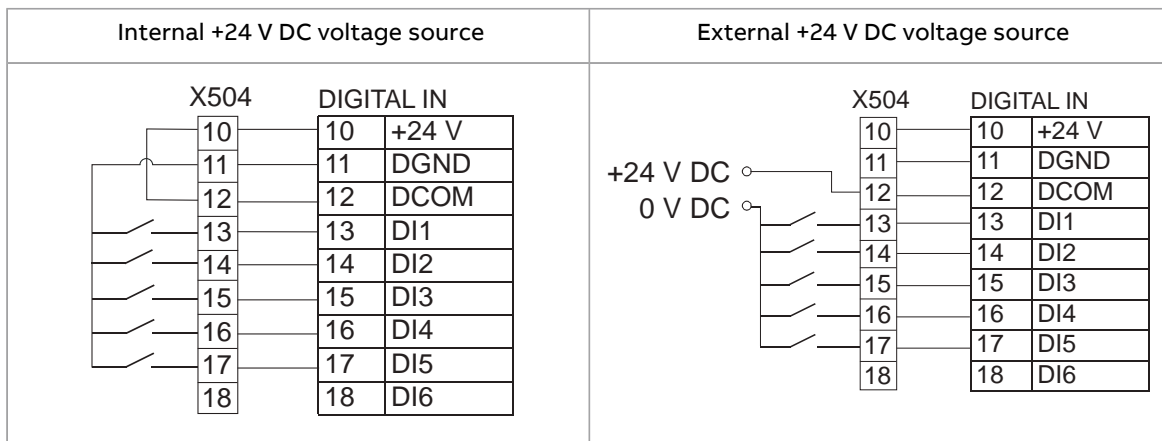 Internal +24 V DC voltage source
External +24 V DC voltage source
X504 DIGITAL IN
10 10 +24 V
11 11 DGND
12 12 DCOM
13 13 DI1
14 14 DI2
15 15 DI3
16 16 DI4
17 17 DI5
18 18 DI6
X504 DIGITAL IN
10 10 +24 V
11 11 DGND
+24 V DC
12 12 DCOM
0 V DC
13 13 DI1
14 14 DI2
15 15 DI3
16 16 DI4
17 17 DI5
18 18 DI6